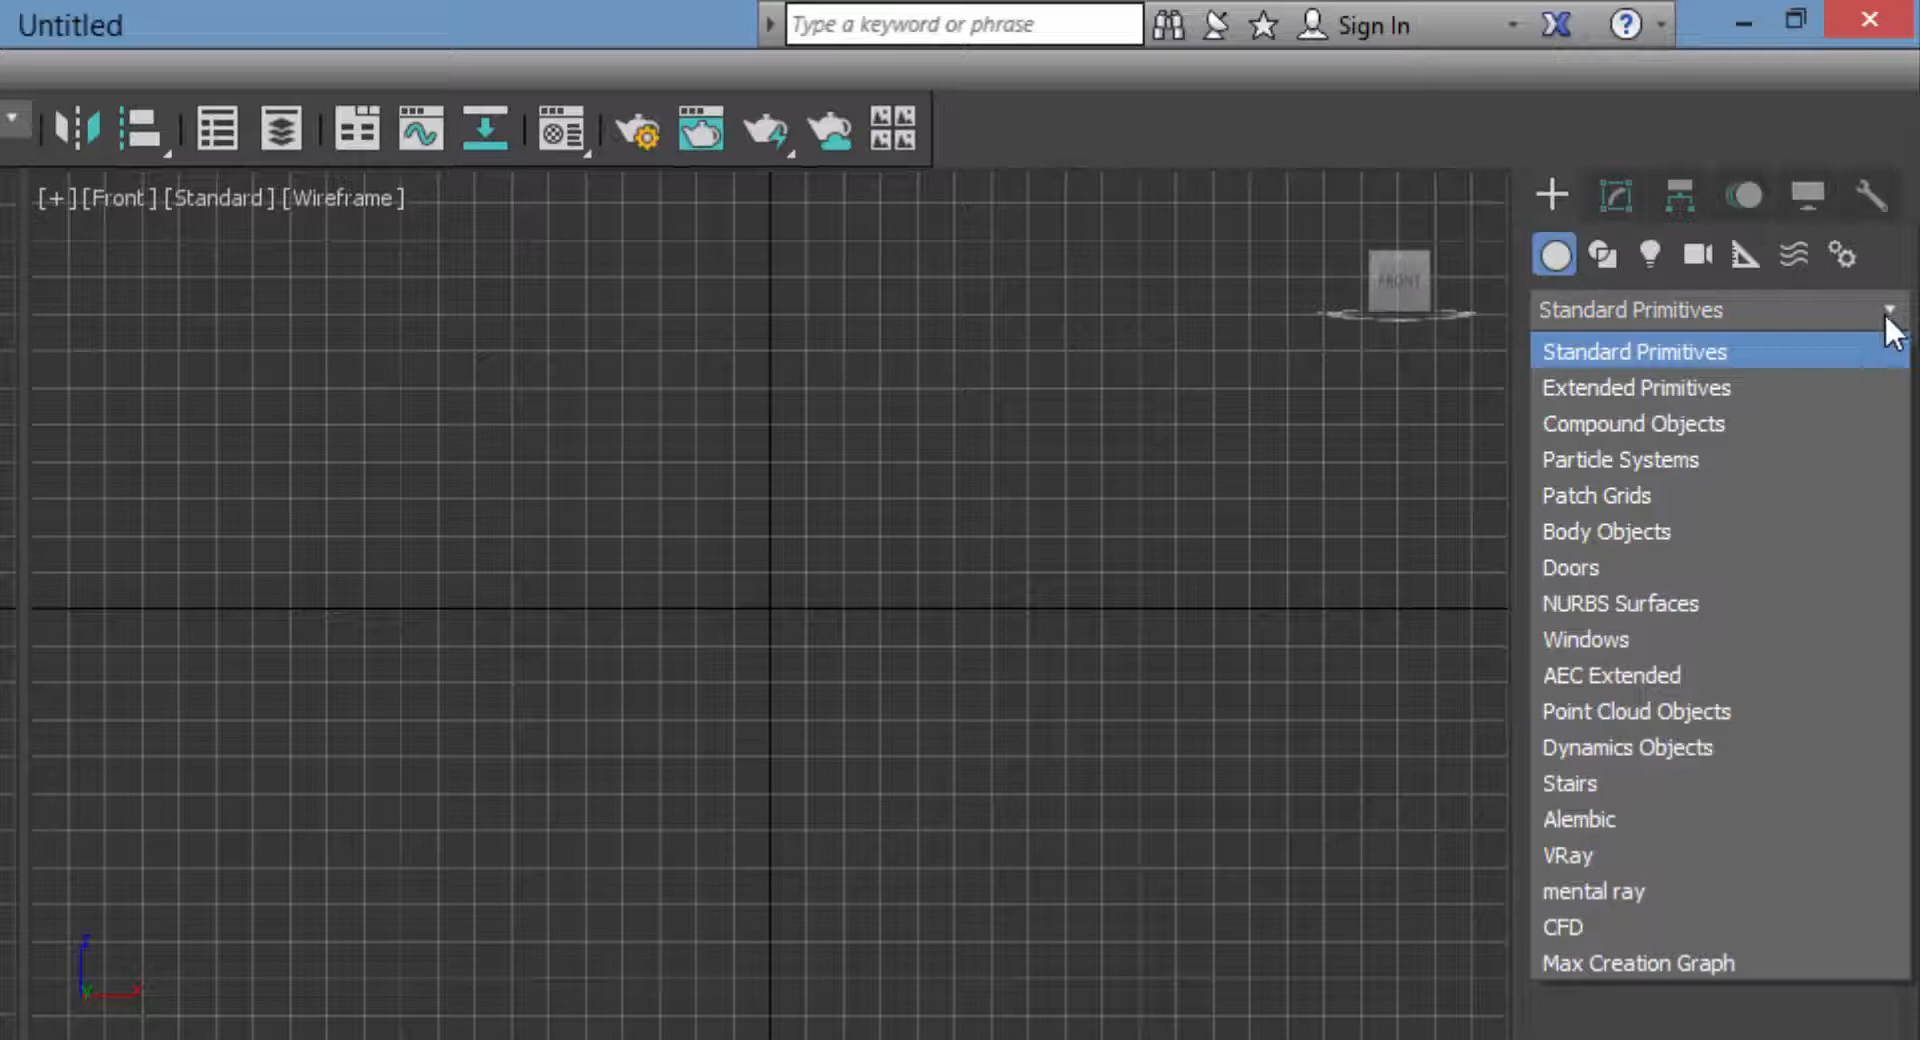 Untitled
Type a keyword or phrase
Sign In
[+][Front][Standard][Wireframe]
FRONT
Standard Primitives
Standard Primitives
Extended Primitives
Compound Objects
Particle Systems
Patch Grids
Body Objects
Doors
NURBS Surfaces
Windows
AEC Extended
Point Cloud Objects
Dynamics Objects
Stairs
Alembic
VRay
mental ray
CFD
Max Creation Graph
z
y
x